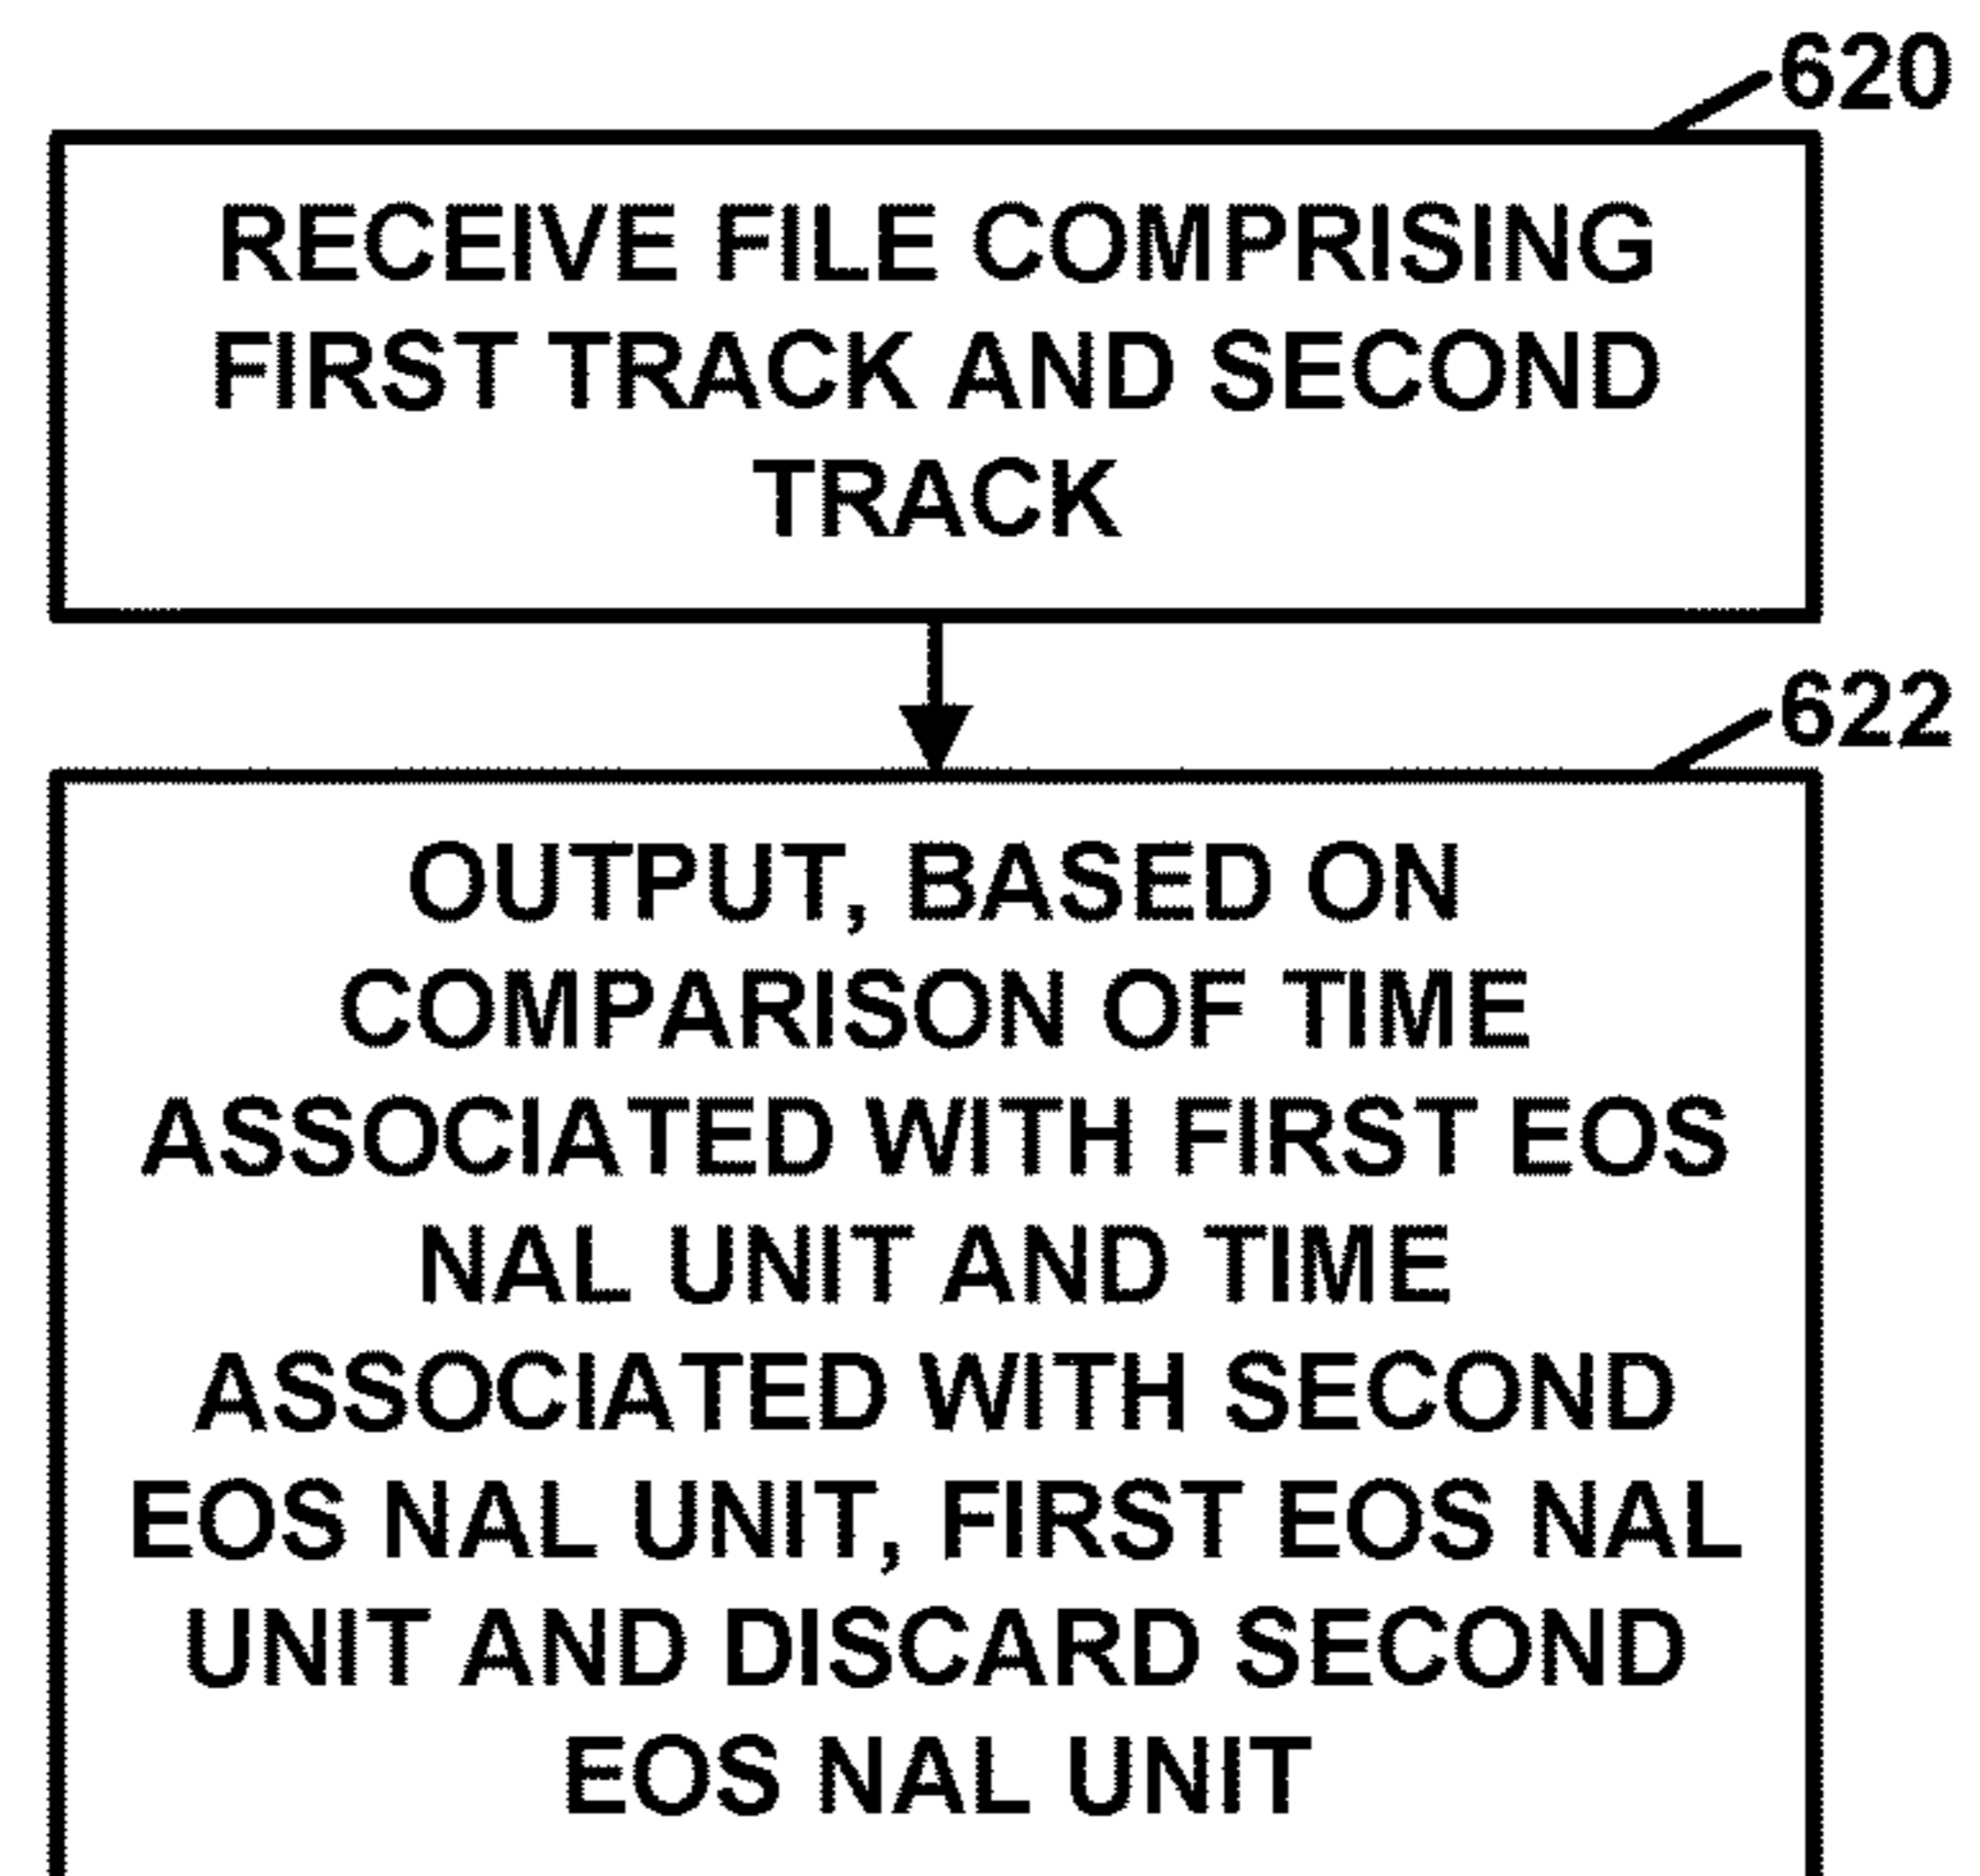 620
RECEIVE FILE COMPRISING
FIRST TRACK AND SECOND
TRACK
622
OUTPUT, BASED ON
COMPARISON OF TIME
ASSOCIATED WITH FIRST EOS
NAL UNIT AND TIME
ASSOCIATED WITH SECOND
EOS NAL UNIT, FIRST EOS NAL
UNIT AND DISCARD SECOND
EOS NAL UNIT